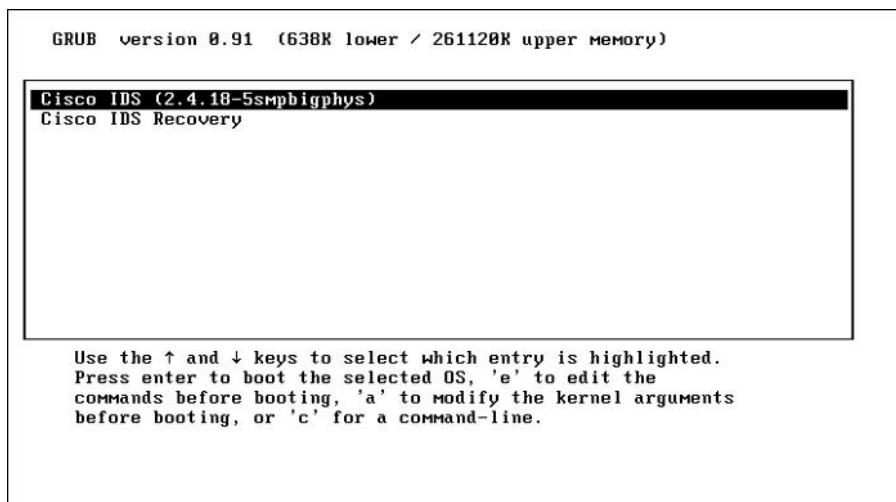 GRUB version 0.91 (638K lower / 261120K upper memory)
Cisco IDS (2.4.18-5smpbigphys)
Cisco IDS Recovery
Use the ↑ and ↓ keys to select which entry is highlighted.
Press enter to boot the selected OS, 'e' to edit the
commands before booting, 'a' to modify the kernel arguments
before booting, or 'c' for a command-line.